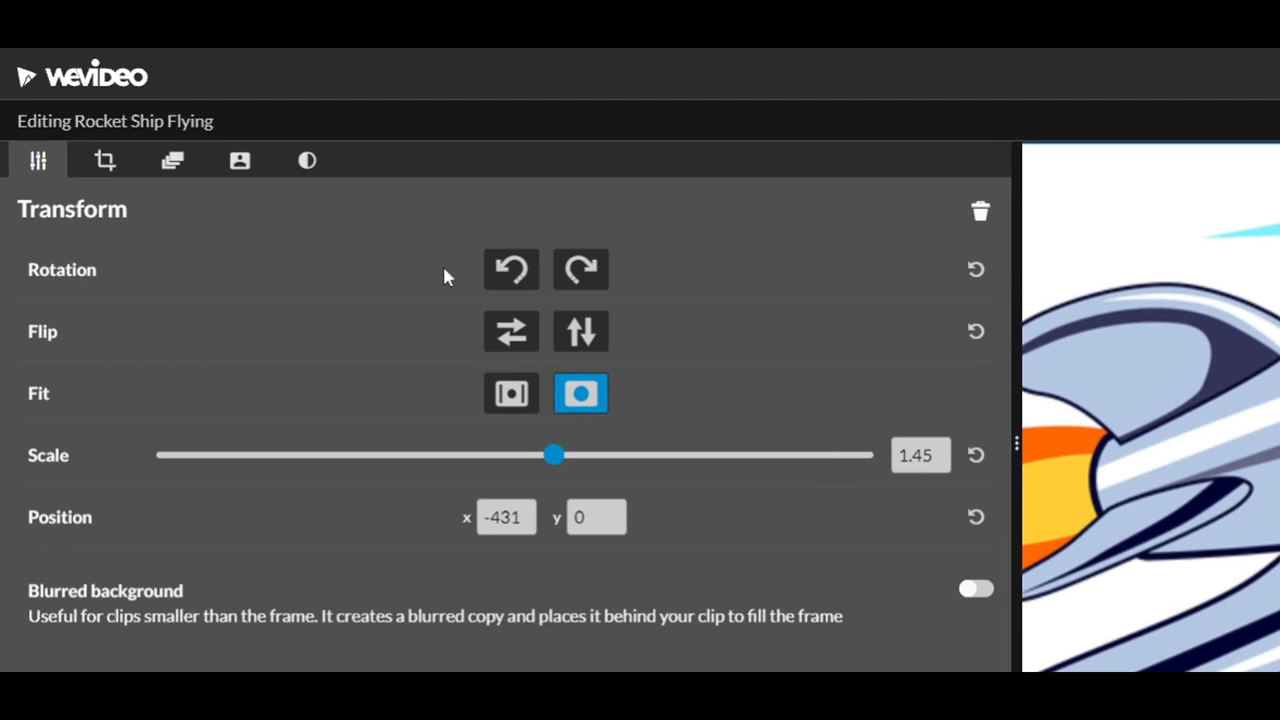 WEVIDEO
Editing Rocket Ship Flying
Transform
Rotation
Flip
Fit
Scale 1.45
Position x -431 y 0
Blurred background
Useful for clips smaller than the frame. It creates a blurred copy and places it behind your clip to fill the frame